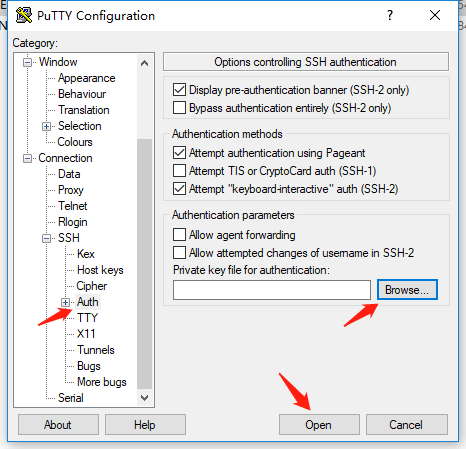 PuTTY Configuration
?
Category:
Window
Appearance
Behaviour
Translation
Selection
Colours
Connection
Data
Proxy
Telnet
Rlogin
SSH
Kex
Host keys
Cipher
Auth
TTY
X11
Tunnels
Bugs
More bugs
Serial
Options controlling SSH authentication
Display pre-authentication banner (SSH-2 only)
Bypass authentication entirely (SSH-2 only)
Authentication methods
Attempt authentication using Pageant
Attempt TIS or CryptoCard auth (SSH-1)
Attempt "keyboard-interactive" auth (SSH-2)
Authentication parameters
Allow agent forwarding
Allow attempted changes of username in SSH-2
Private key file for authentication:
Browse...
About
Help
Open
Cancel